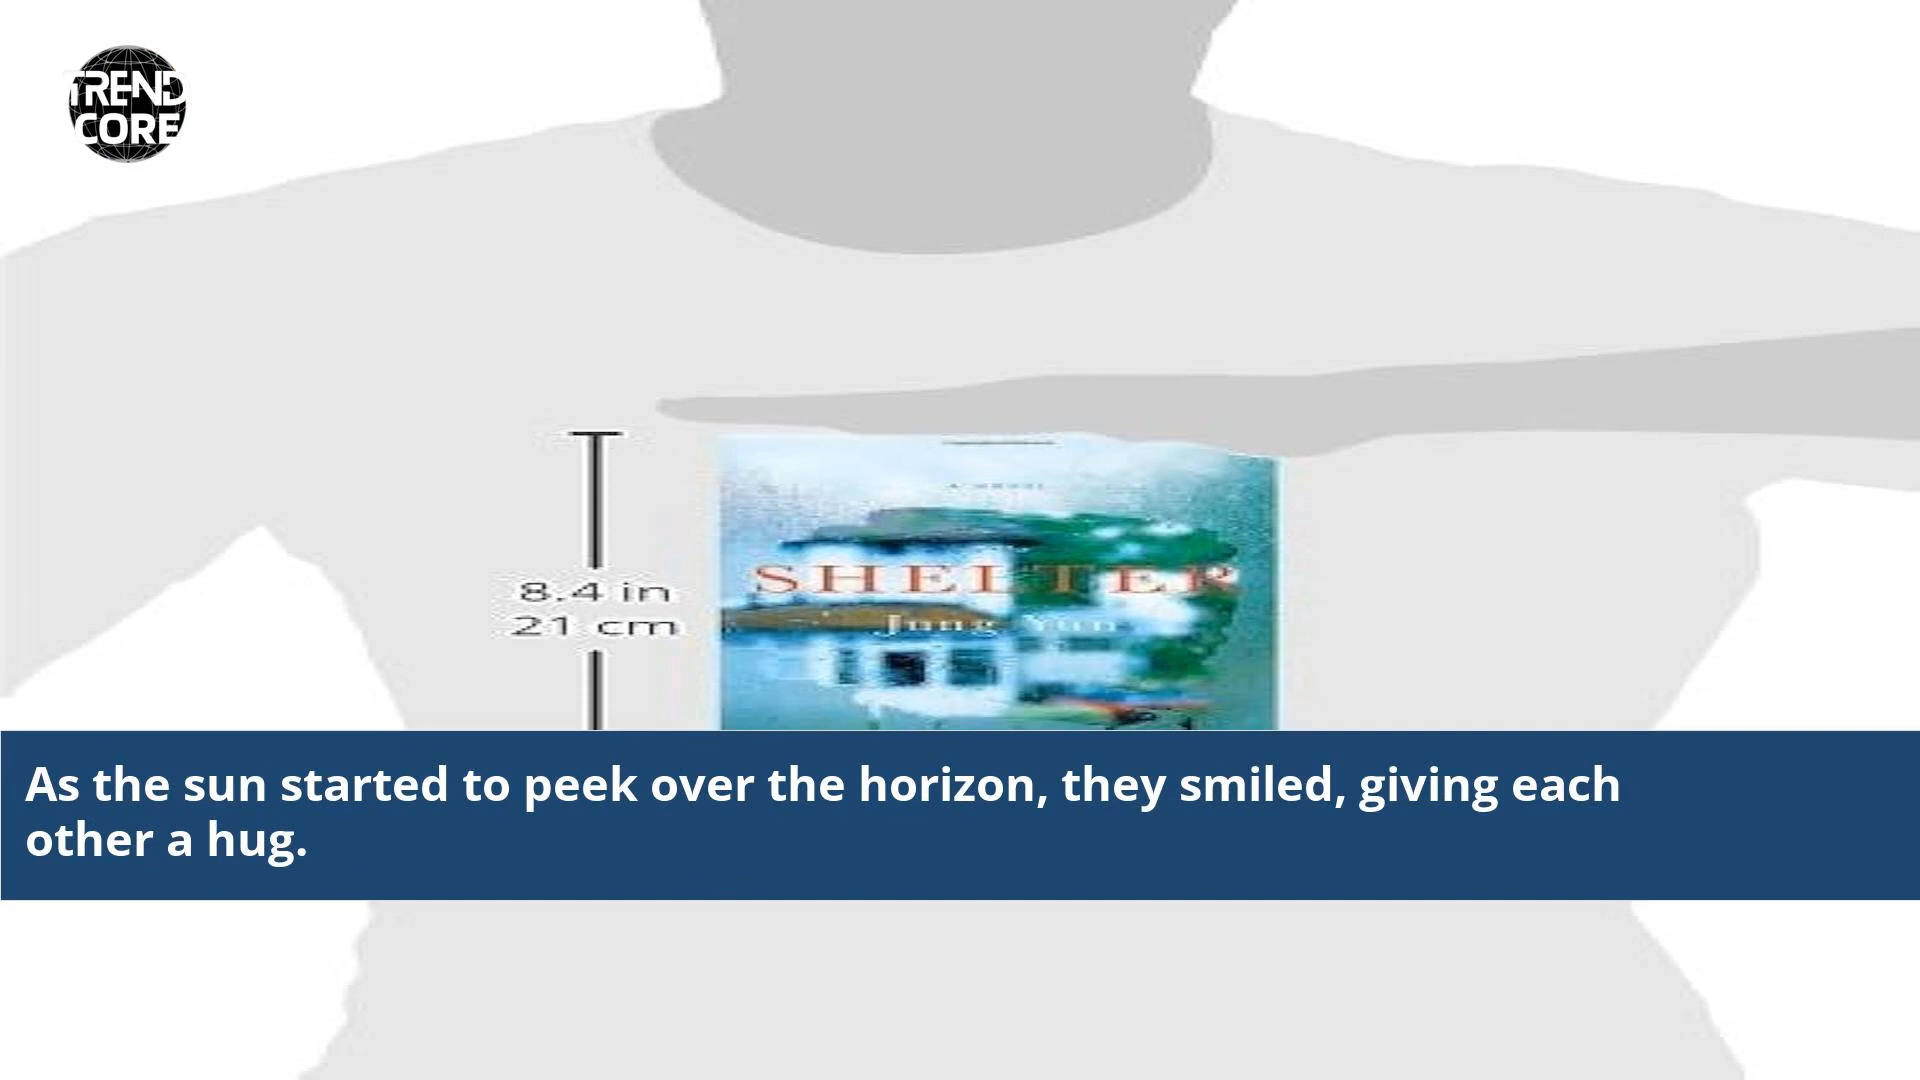 TREND
CORE
A NOVEL
8.4 in
21 cm
SHELTER
Jung Yun
As the sun started to peek over the horizon, they smiled, giving each
other a hug.